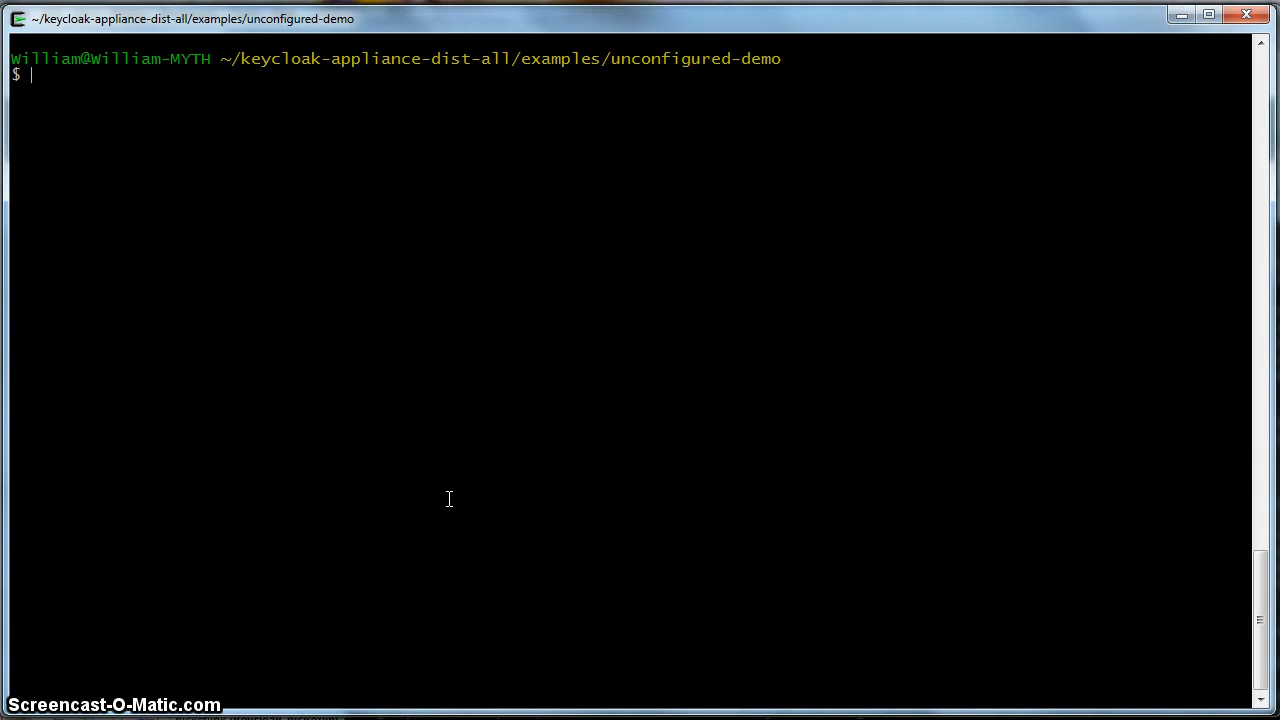 ~/keycloak-appliance-dist-all/examples/unconfigured-demo
William@William-MYTH ~/keycloak-appliance-dist-all/examples/unconfigured-demo
$
Screencast-O-Matic.com